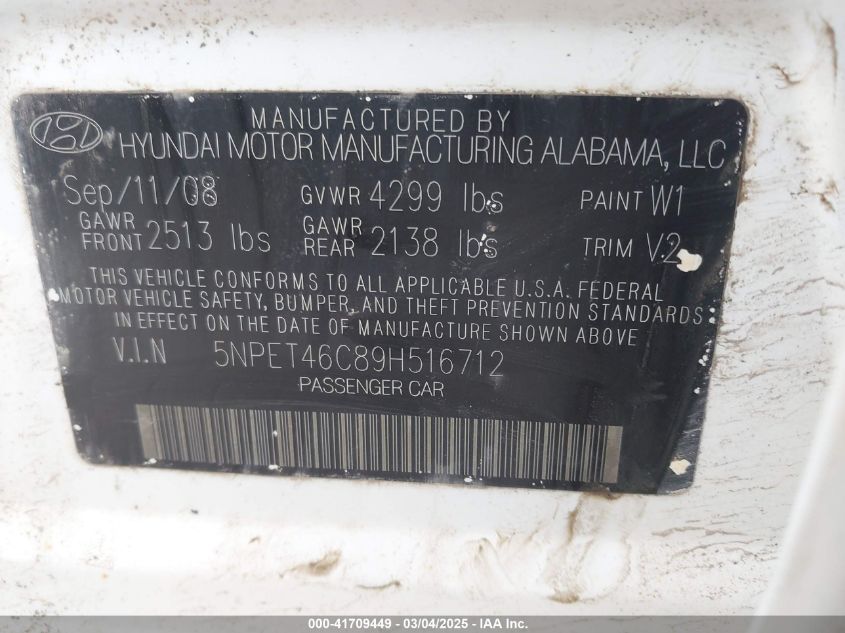 MANUFACTURED BY
HYUNDAI MOTOR MANUFACTURING ALABAMA, LLC
Sep/11/08 GVWR 4299 lbs PAINT W1
GAWR FRONT 2513 lbs GAWR REAR 2138 lbs TRIM V2
THIS VEHICLE CONFORMS TO ALL APPLICABLE U.S.A. FEDERAL
MOTOR VEHICLE SAFETY, BUMPER, AND THEFT PREVENTION STANDARDS
IN EFFECT ON THE DATE OF MANUFACTURE SHOWN ABOVE
V.I.N 5NPET46C89H516712
PASSENGER CAR
000-41709449 - 03/04/2025 - IAA, Inc.